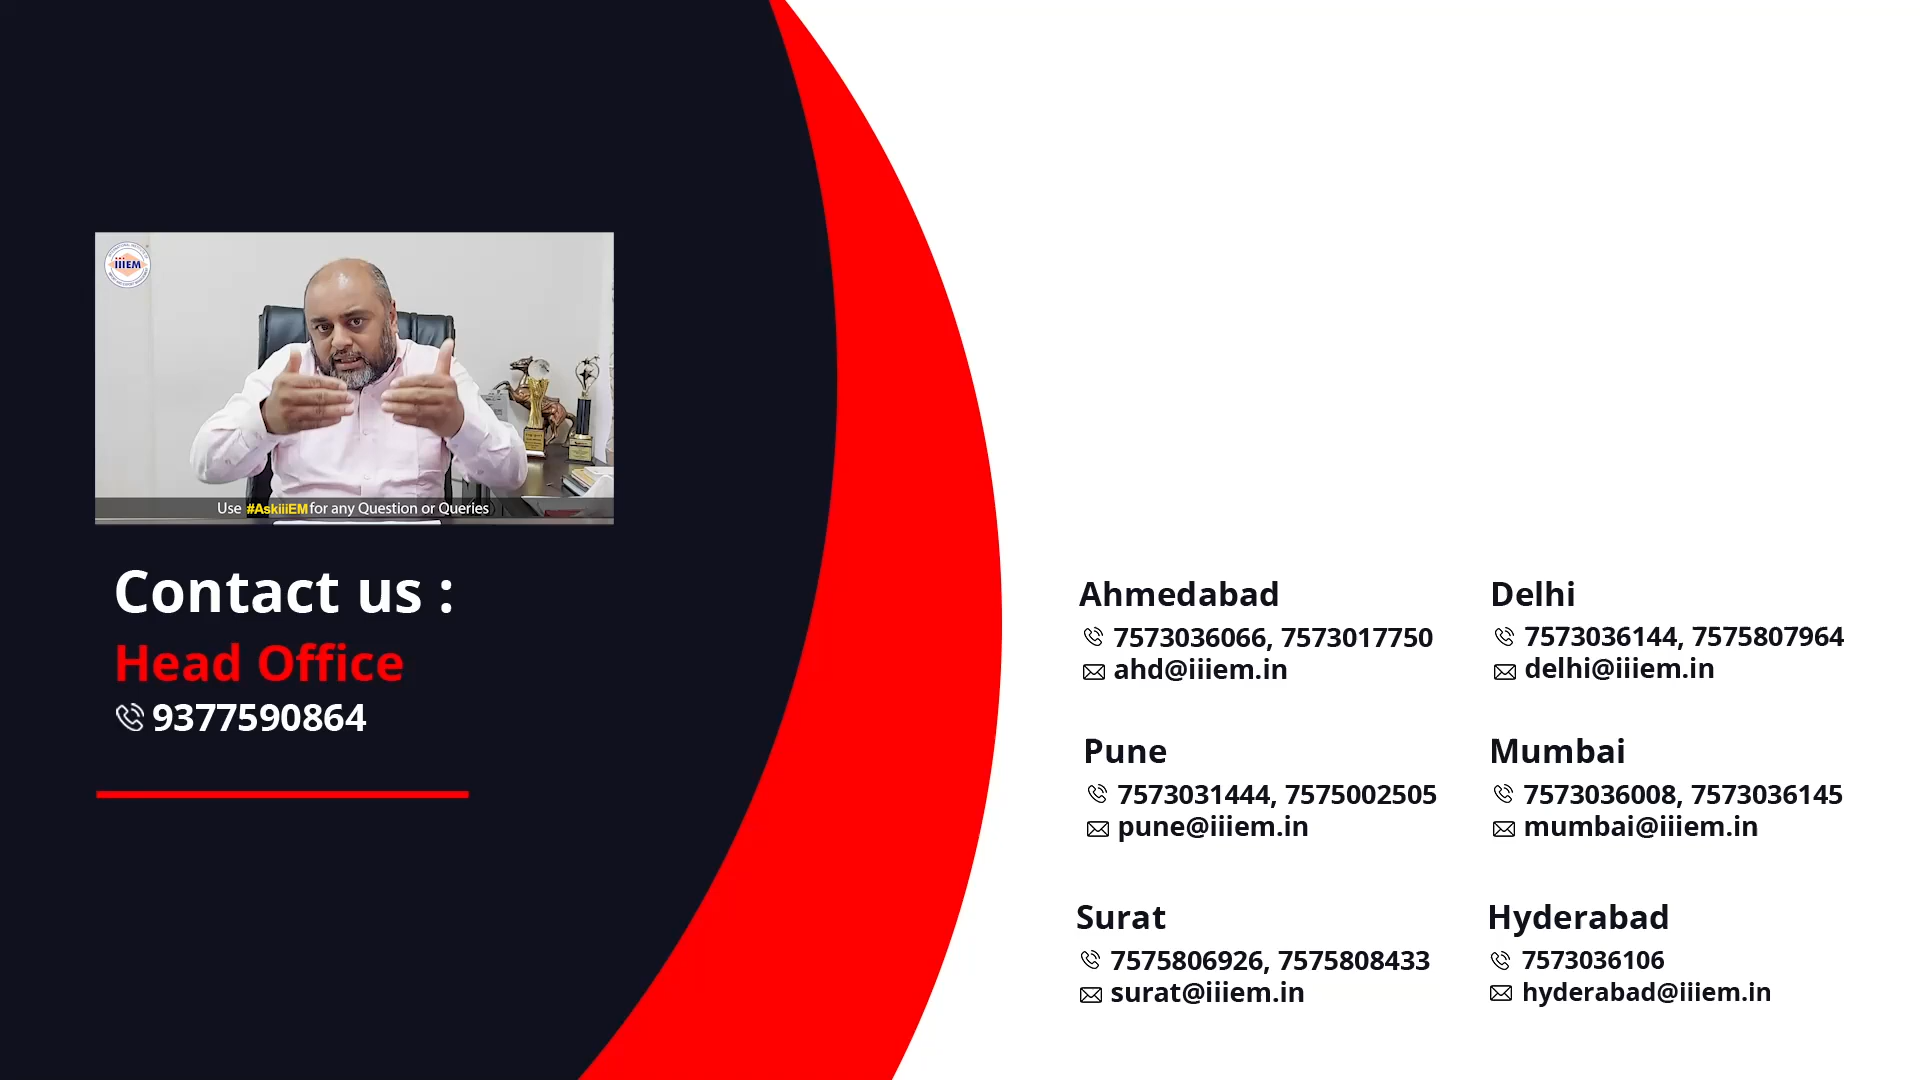 iiiEM
Use #AskiiiEM for any Question or Queries
Contact us :
Head Office
9377590864
Ahmedabad
7573036066, 7573017750
ahd@iiiem.in
Delhi
7573036144, 7575807964
delhi@iiiem.in
Pune
7573031444, 7575002505
pune@iiiem.in
Mumbai
7573036008, 7573036145
mumbai@iiiem.in
Surat
7575806926, 7575808433
surat@iiiem.in
Hyderabad
7573036106
hyderabad@iiiem.in